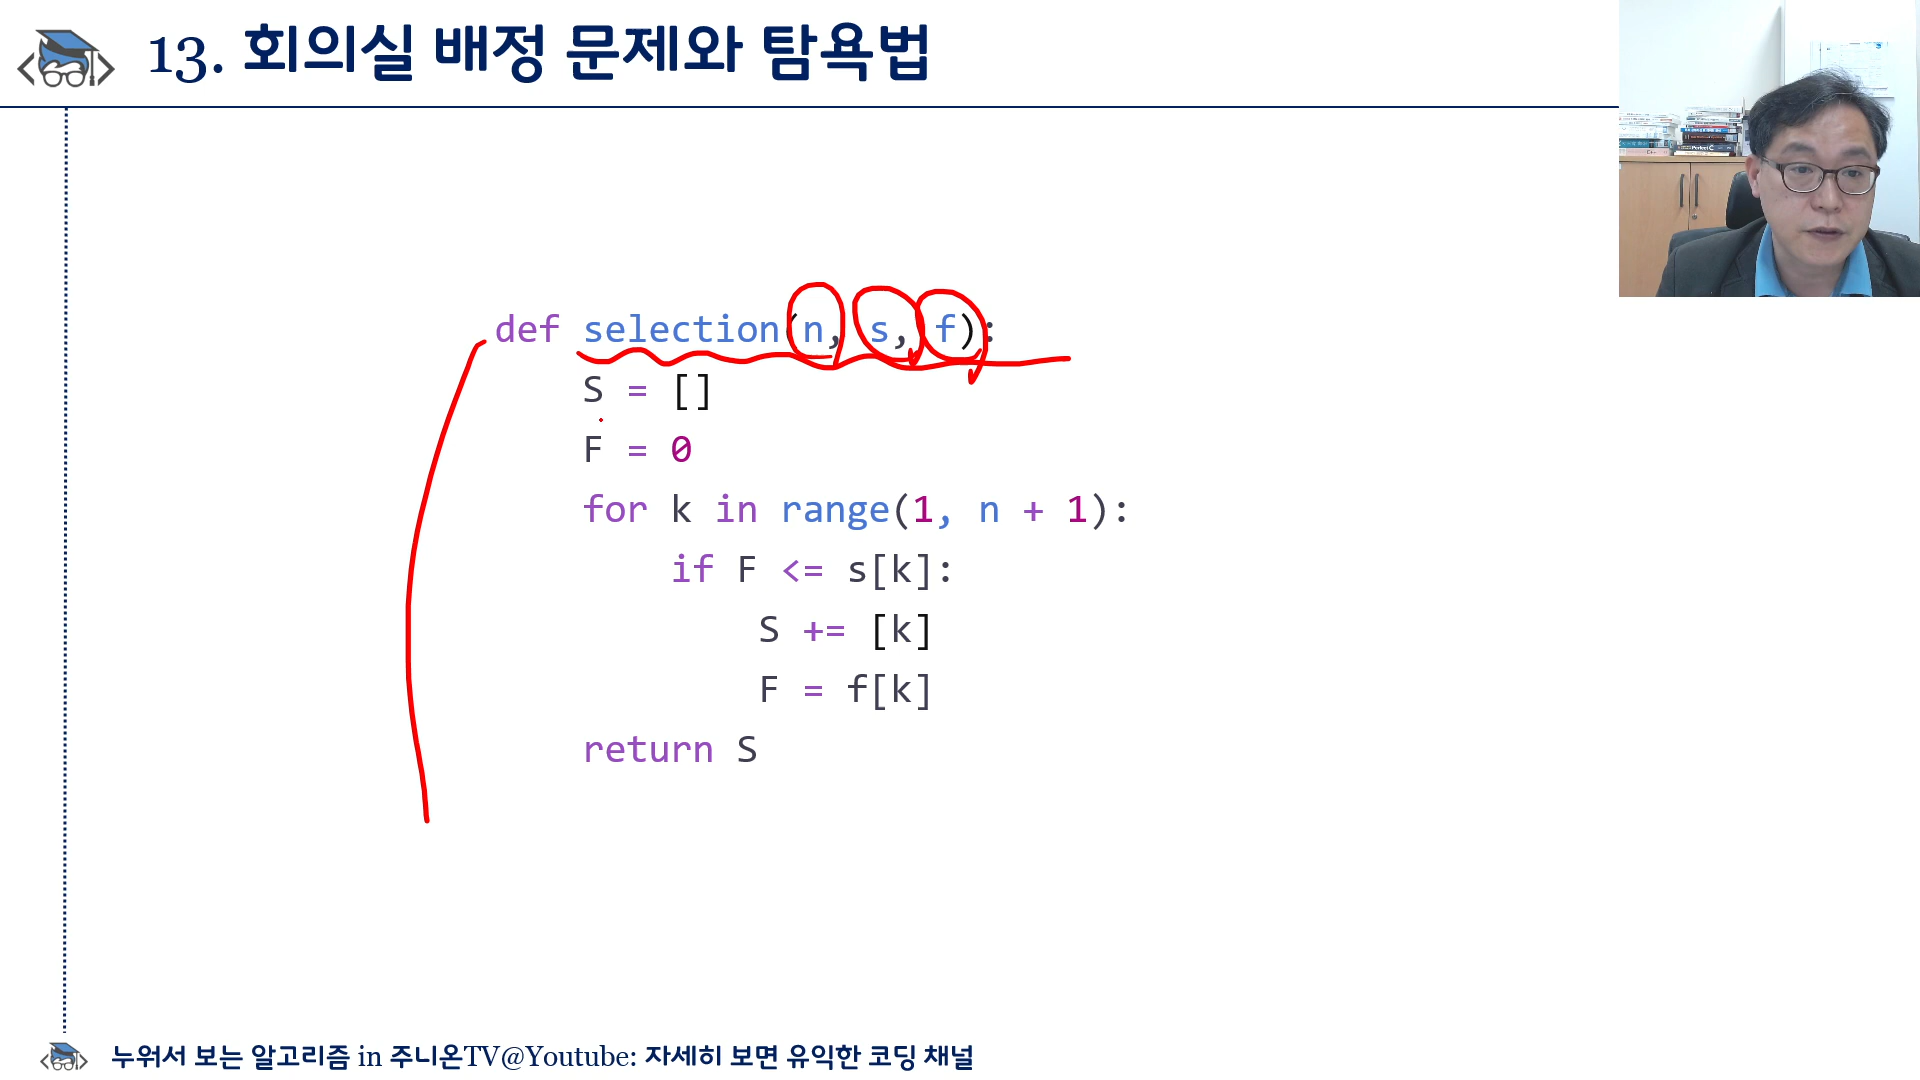 13. 회의실 배정 문제와 탐욕법
def selection(n, s, f):
S = []
F = 0
for k in range(1, n + 1):
if F <= s[k]:
S += [k]
F = f[k]
return S
누워서 보는 알고리즘 in 주니온TV@Youtube: 자세히 보면 유익한 코딩 채널